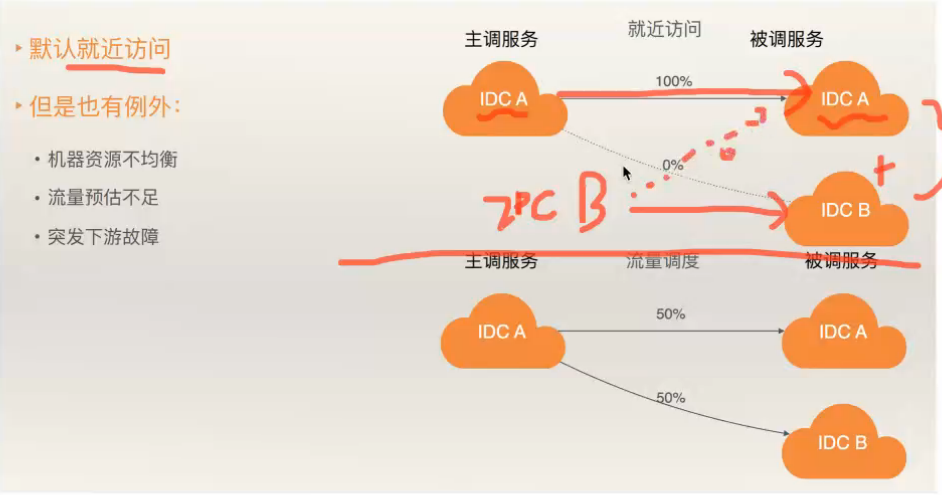 默认就近访问
但是也有例外:
机器资源不均衡
流量预估不足
突发下游故障
主调服务 就近访问 被调服务
IDC A 100% IDC A
0%
IDC B IDC B
主调服务 流量调度 被调服务
IDC A 50% IDC A
50%
IDC B